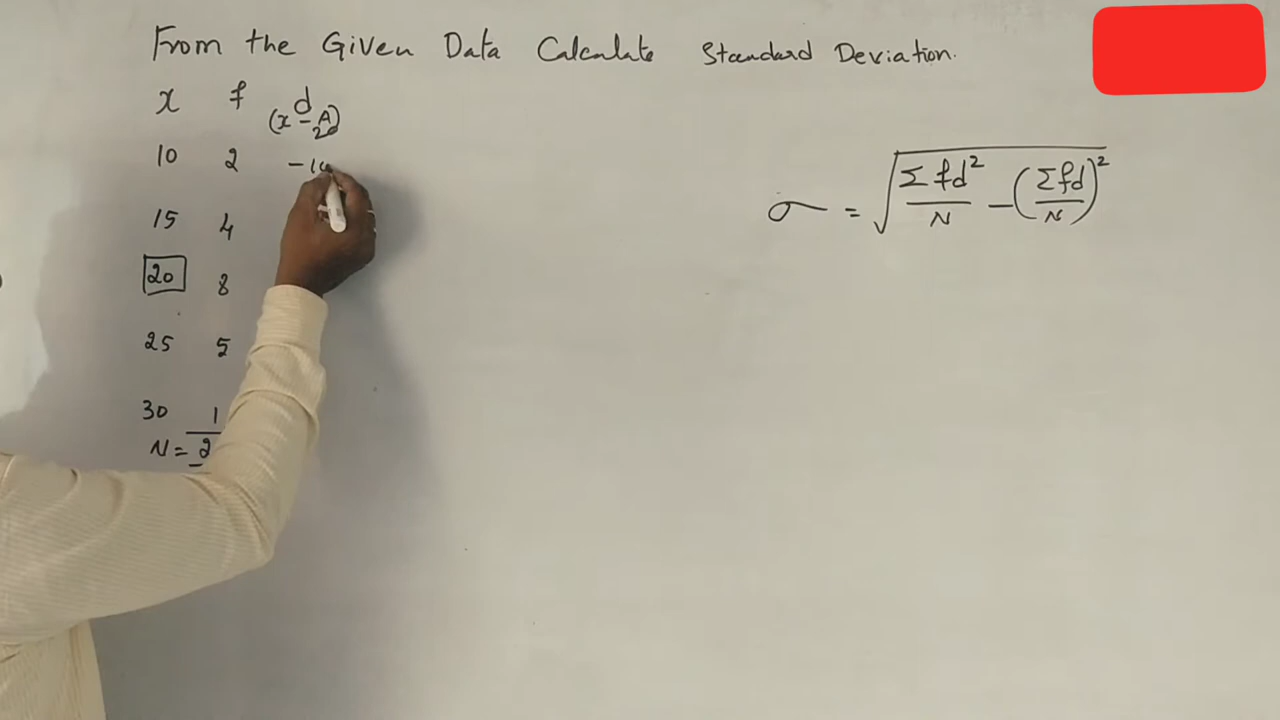 From the Given Data Calculate Standard Deviation.
x f d
(x - A)
20
10 2 -10
15 4
20 8
25 5
30 1
N = 2
σ = √ Σfd²/N - (Σfd/N)²